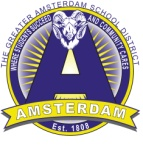 THE GREATER AMSTERDAM SCHOOL DISTRICT
WHERE STUDENTS SUCCEED AND COMMUNITY CARES
AMSTERDAM
Est. 1808